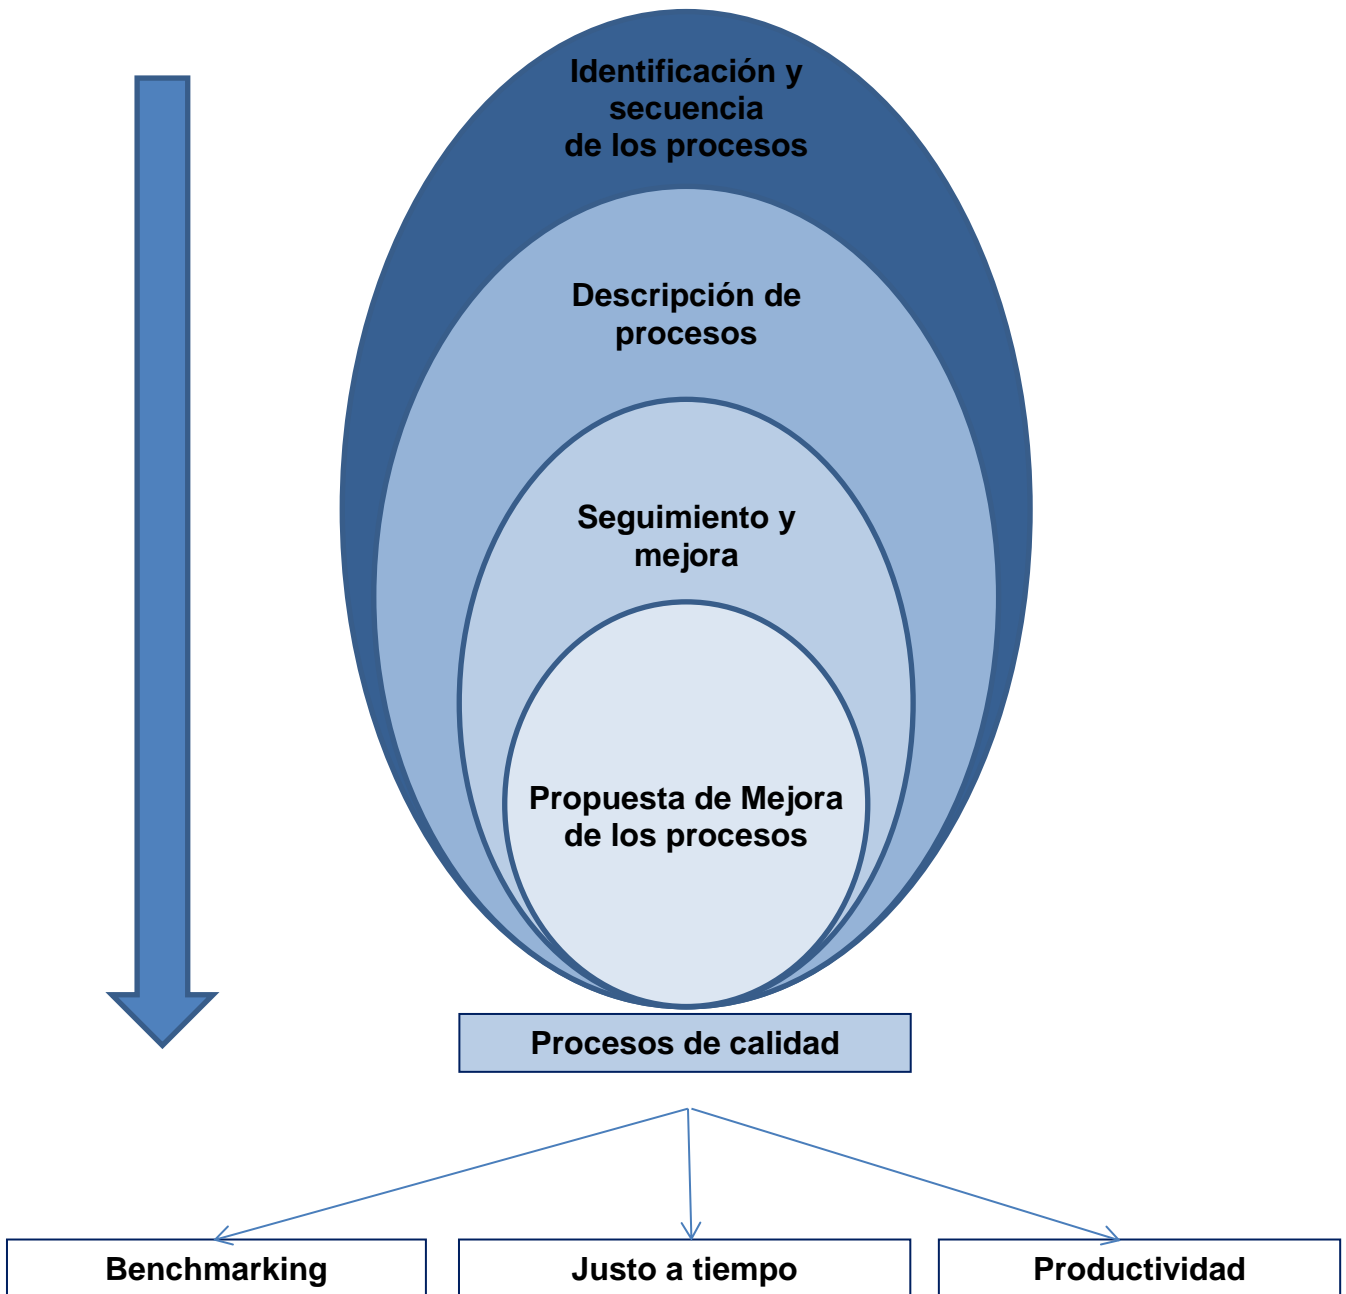 Identificación y
secuencia
de los procesos
Descripción de
procesos
Seguimiento y
mejora
Propuesta de Mejora
de los procesos
Procesos de calidad
Benchmarking
Justo a tiempo
Productividad